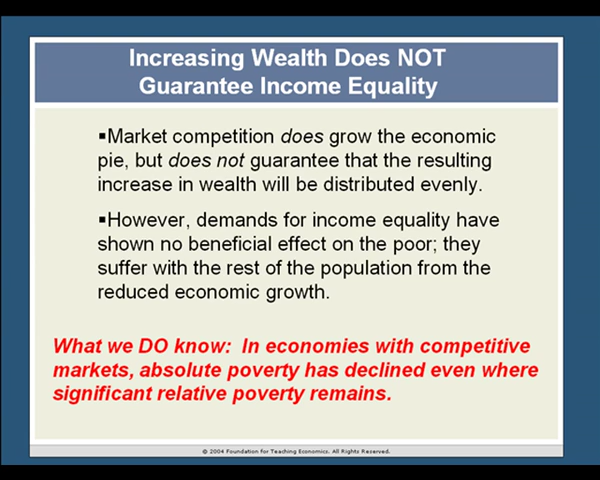 Increasing Wealth Does NOT
Guarantee Income Equality
▪Market competition does grow the economic
pie, but does not guarantee that the resulting
increase in wealth will be distributed evenly.
▪However, demands for income equality have
shown no beneficial effect on the poor; they
suffer with the rest of the population from the
reduced economic growth.
What we DO know:  In economies with competitive
markets, absolute poverty has declined even where
significant relative poverty remains.
© 2004 Foundation for Teaching Economics. All Rights Reserved.